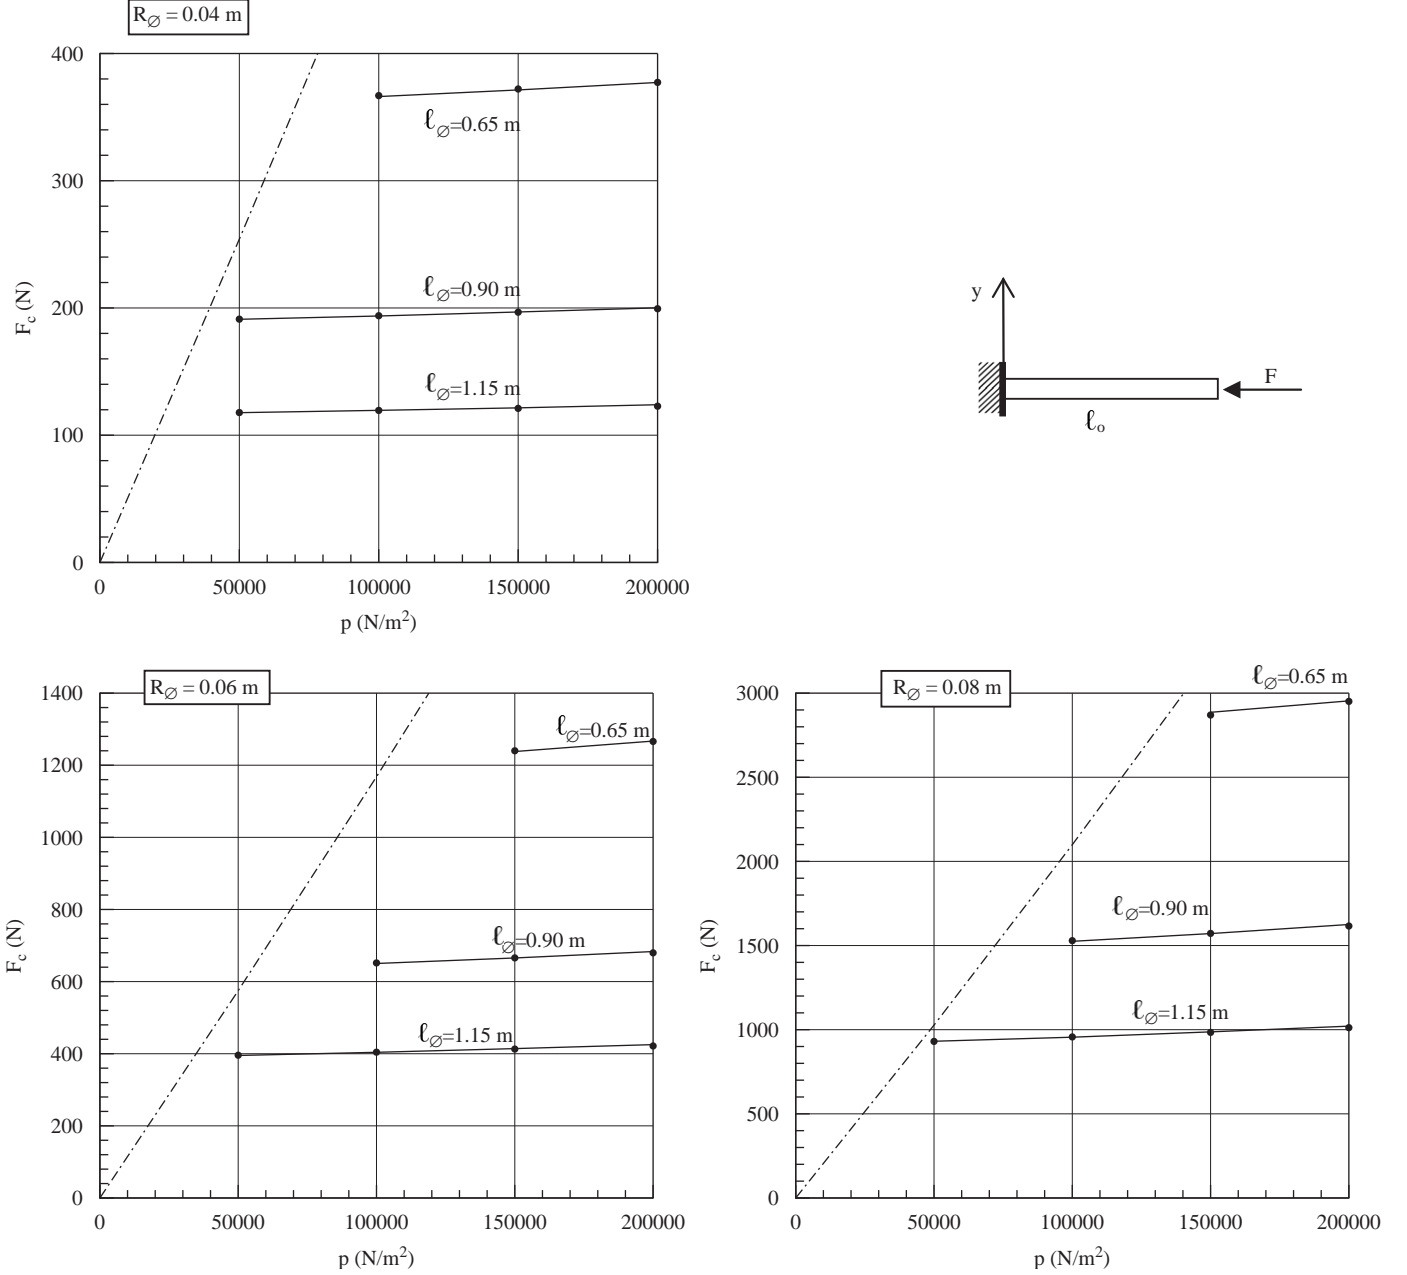 R∅ = 0.04 m
400
300
200
100
0
F_c (N)
ℓ∅=0.65 m
ℓ∅=0.90 m
ℓ∅=1.15 m
0 50000 100000 150000 200000
p (N/m²)
y
F
ℓo
R∅ = 0.06 m
1400
1200
1000
800
600
400
200
0
F_c (N)
ℓ∅=0.65 m
ℓ∅=0.90 m
ℓ∅=1.15 m
0 50000 100000 150000 200000
p (N/m²)
R∅ = 0.08 m
3000
2500
2000
1500
1000
500
0
F_c (N)
ℓ∅=0.65 m
ℓ∅=0.90 m
ℓ∅=1.15 m
0 50000 100000 150000 200000
p (N/m²)